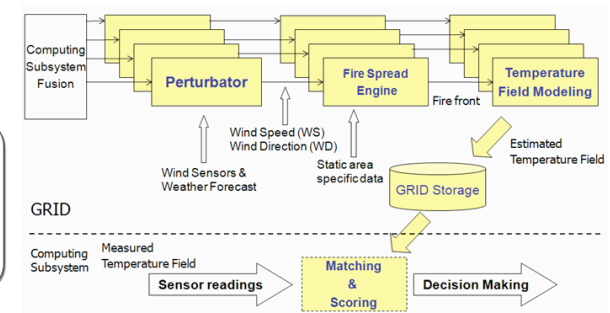 Computing
Subsystem
Fusion
Perturbator
Fire Spread
Engine
Temperature
Field Modeling
Fire front
Wind Speed (WS)
Wind Direction (WD)
Wind Sensors &
Weather Forecast
Static area
specific data
Estimated
Temperature Field
GRID Storage
GRID
Computing
Subsystem
Measured
Temperature Field
Sensor readings
Matching
&
Scoring
Decision Making